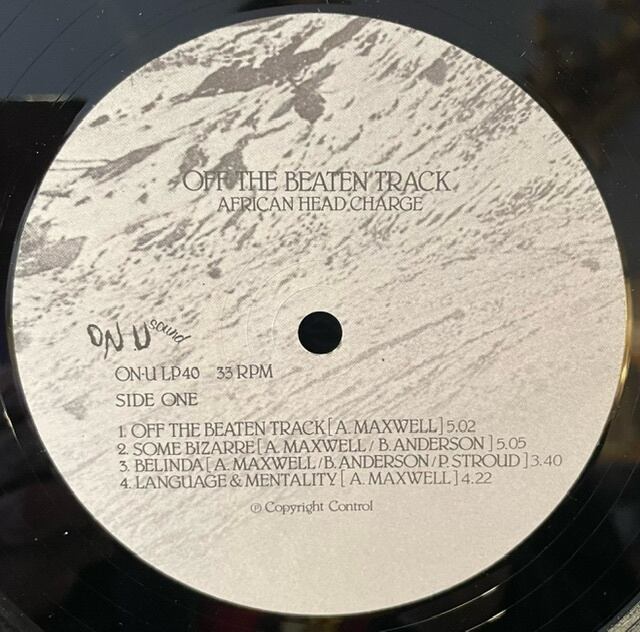 OFF THE BEATEN TRACK
AFRICAN HEAD CHARGE
ON.U sound
ON-U LP40 33 RPM
SIDE ONE
1. OFF THE BEATEN TRACK [ A. MAXWELL ] 5.02
2. SOME BIZARRE [ A. MAXWELL / B. ANDERSON ] 5.05
3. BELINDA [ A. MAXWELL / B. ANDERSON / P. STROUD ] 3.40
4. LANGUAGE & MENTALITY [ A. MAXWELL ] 4.22
℗ Copyright Control